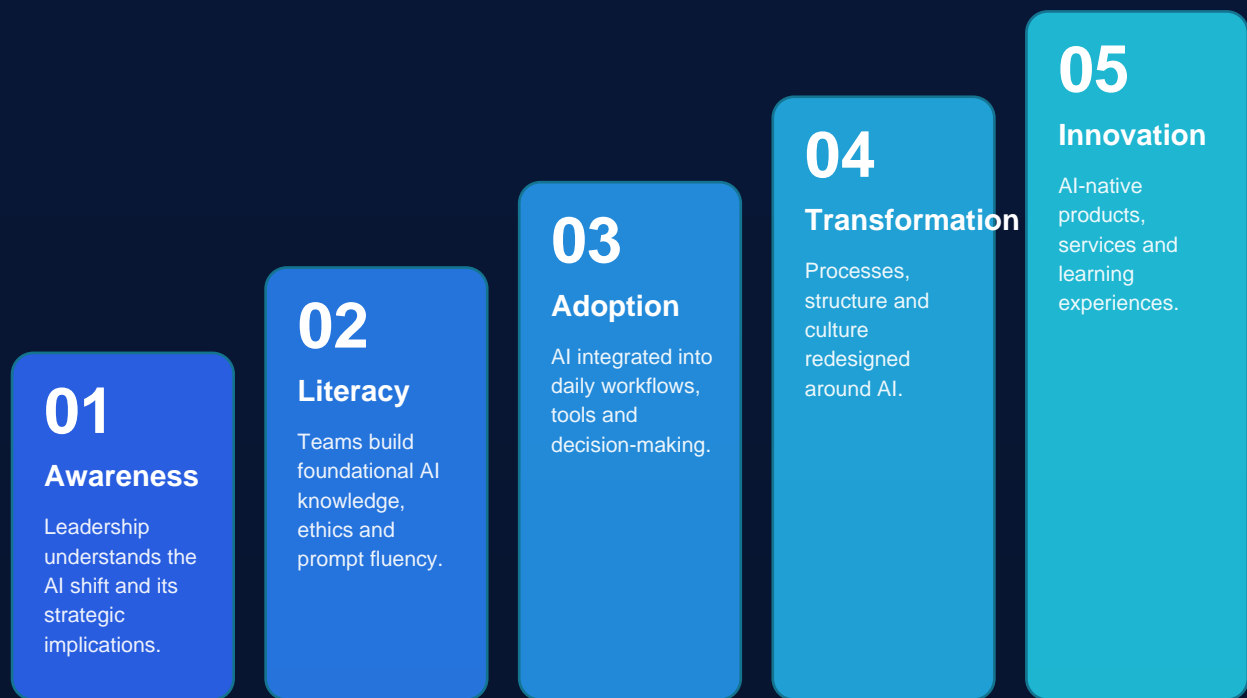 01
Awareness
Leadership
understands the
AI shift and its
strategic
implications.
02
Literacy
Teams build
foundational AI
knowledge,
ethics and
prompt fluency.
03
Adoption
AI integrated into
daily workflows,
tools and
decision-making.
04
Transformation
Processes,
structure and
culture
redesigned
around AI.
05
Innovation
AI-native
products,
services and
learning
experiences.